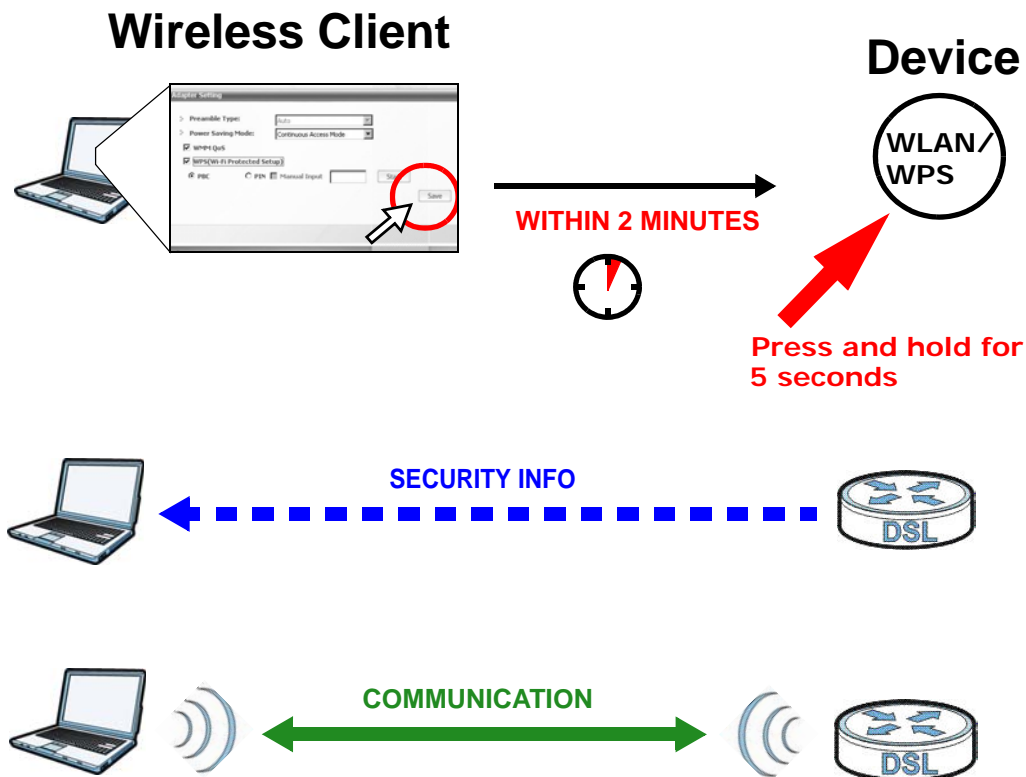 Wireless Client
Device
Adapter Setting
> Preamble Type: Auto
> Power Saving Mode: Continuous Access Mode
WMM QoS
WPS(Wi-Fi Protected Setup)
PBC PIN Manual Input
Save
WLAN/
WPS
WITHIN 2 MINUTES
Press and hold for
5 seconds
SECURITY INFO
DSL
COMMUNICATION
DSL